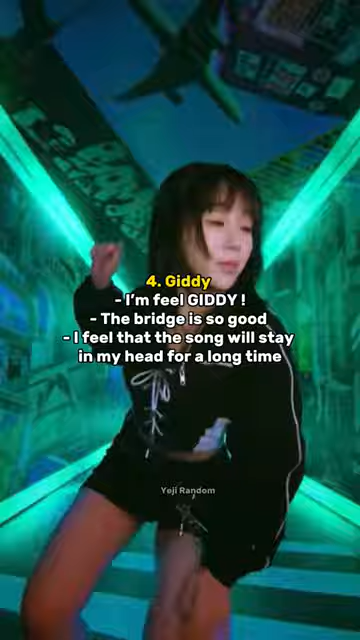 4. Giddy
- I’m feel GIDDY !
- The bridge is so good
- I feel that the song will stay
in my head for a long time
Yeji Random